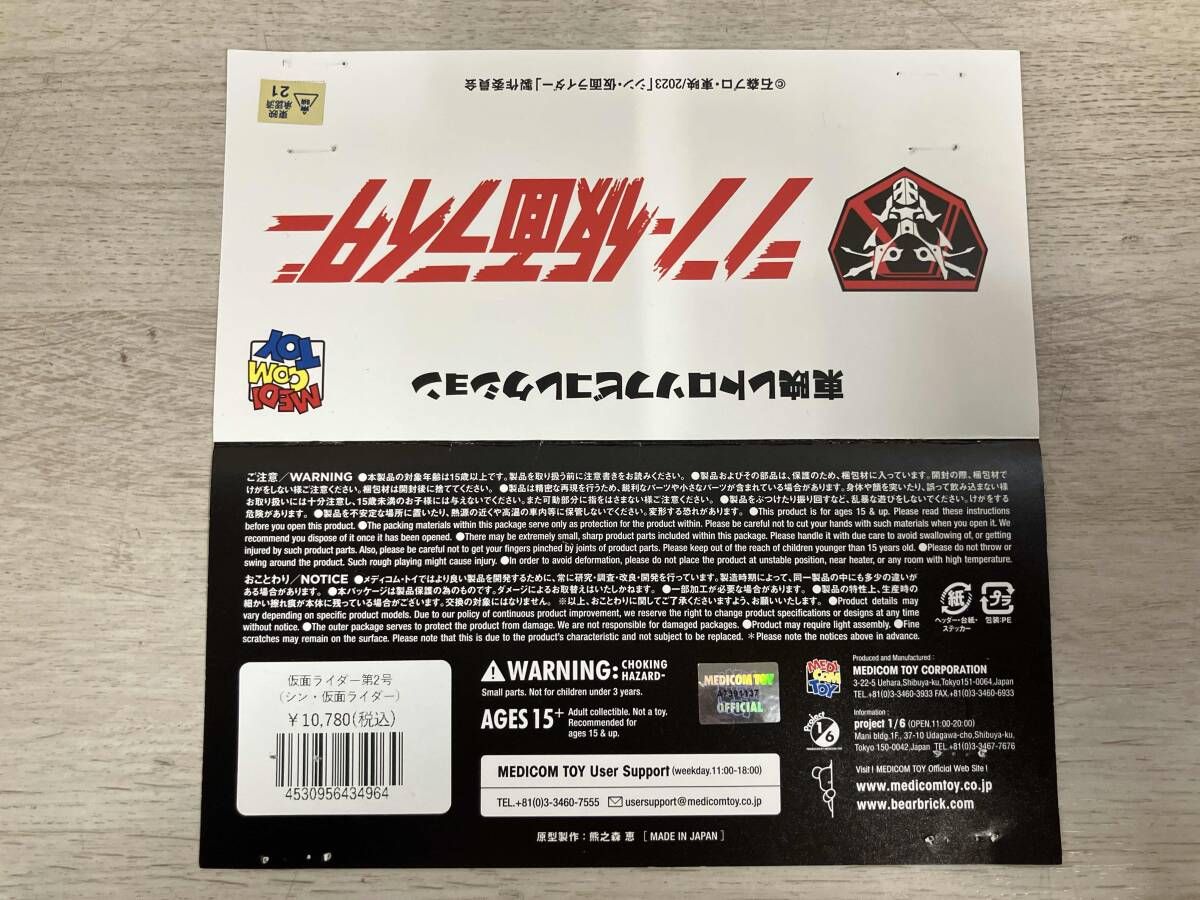 ©石森プロ・東映/2023「シン・仮面ライダー」製作委員会
東映
承認済
21
シン・仮面ライダー
MEDI
COM
TOY
東映レトロソフビコレクション
ご注意／WARNING ●本製品の対象年齢は15歳以上です。製品を取り扱う前に注意書きをお読みください。 ●製品およびその部品は、保護のため、梱包材に入っています。開封の際、梱包材で
けがをしない様ご注意ください。梱包材は開封後に捨ててください。 ●製品は精密な再現を行うため、鋭利なパーツや小さなパーツが含まれている場合があります。身体や顔を突いたり、誤って飲み込まない様
お取り扱いには十分注意し、15歳未満のお子様には与えないでください。また可動部分に指をはさまない様ご注意ください。 ●製品をぶつけたり振り回すなど、乱暴な遊びをしないでください。けがをする
危険があります。 ●製品を不安定な場所に置いたり、熱源の近くや高温の車内等に保管しないでください。変形する恐れがあります。 ●This product is for ages 15 & up. Please read these instructions
before you open this product. ●The packing materials within this package serve only as protection for the product within. Please be careful not to cut your hands with such materials when you open it. We
recommend you dispose of it once it has been opened. ●There may be extremely small, sharp product parts included within this package. Please handle it with due care to avoid swallowing of, or getting
injured by such product parts. Also, please be careful not to get your fingers pinched by joints of product parts. Please keep out of the reach of children younger than 15 years old. ●Please do not throw or
swing around the product. Such rough playing might cause injury. ●In order to avoid deformation, please do not place the product at unstable position, near heater, or any room with high temperature.
おことわり／NOTICE ●メディコム・トイではより良い製品を開発するために、常に研究・調査・改良・開発を行っています。製造時期によって、同一製品の中にも多少の違いが
ある場合があります。 ●本パッケージは製品保護の為のものです。ダメージによるお取替えはいたしかねます。 ●一部加工が必要な場合があります。 ●製品の特性上、生産時の
細かい擦れ痕が本体に残っている場合がございます。交換の対象にはなりません。 ※以上、おことわりに関してご了承くださいますよう、お願いいたします。 ●Product details may
vary depending on specific product models. Due to our policy of continuous product improvement, we reserve the right to change product specifications or designs at any time
without notice. ●The outer package serves to protect the product from damage. We are not responsible for damaged packages. ●Product may require light assembly. ●Fine
scratches may remain on the surface. Please note that this is due to the product's characteristic and not subject to be replaced. ＊Please note the notices above in advance.
紙
ヘッダー・台紙・
ステッカー
プラ
包装:PE
仮面ライダー第2号
(シン・仮面ライダー)
￥10,780(税込)
4530956434964
WARNING: CHOKING HAZARD-
Small parts. Not for children under 3 years.
AGES 15+ Adult collectible. Not a toy.
Recommended for
ages 15 & up.
MEDICOM TOY
OFFICIAL
MEDICOM TOY User Support (weekday.11:00-18:00)
TEL.+81(0)3-3460-7555 usersupport@medicomtoy.co.jp
原型製作：熊之森 恵 [ MADE IN JAPAN ]
MEDI
COM
TOY
Produced and Manufactured :
MEDICOM TOY CORPORATION
3-22-5 Uehara,Shibuya-ku,Tokyo151-0064,Japan
TEL.+81(0)3-3460-3933 FAX.+81(0)3-3460-6933
Project
1/6
Information :
project 1/6 (OPEN.11:00-20:00)
Mani bldg.1F., 37-10 Udagawa-cho,Shibuya-ku,
Tokyo 150-0042,Japan TEL.+81(0)3-3467-7676
Visit ! MEDICOM TOY Official Web Site !
www.medicomtoy.co.jp
www.bearbrick.com